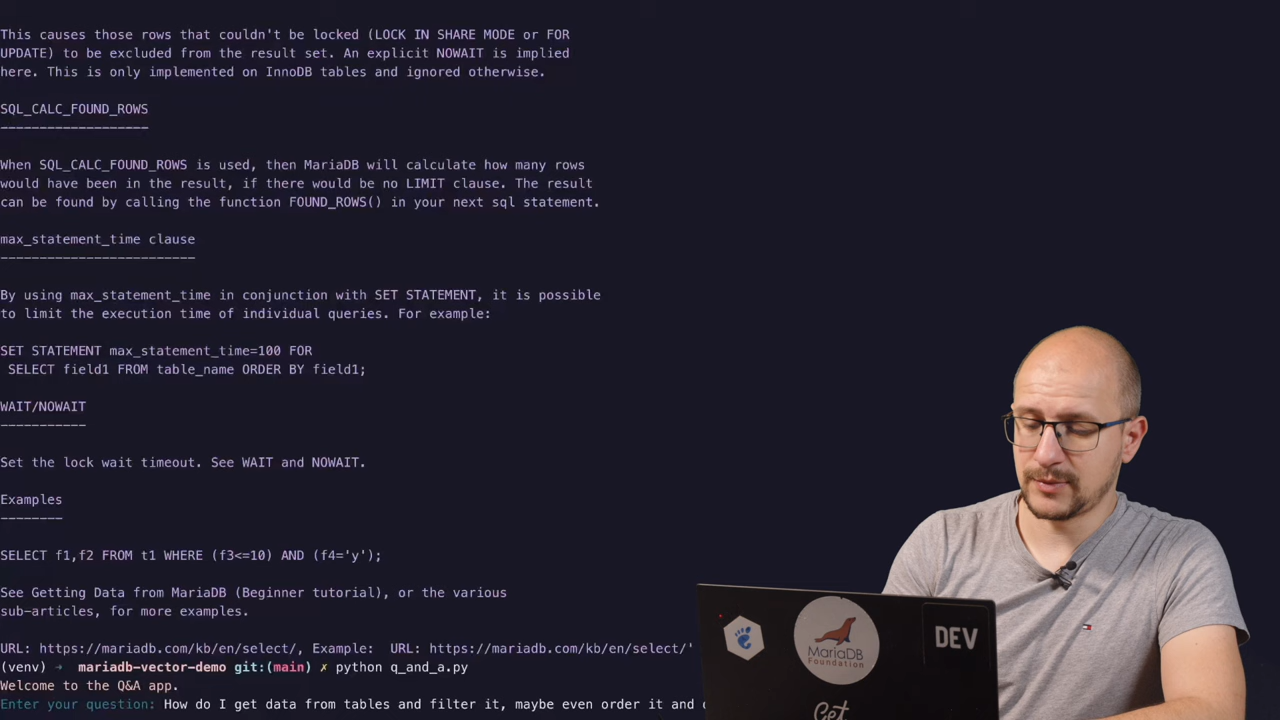 This causes those rows that couldn't be locked (LOCK IN SHARE MODE or FOR
UPDATE) to be excluded from the result set. An explicit NOWAIT is implied
here. This is only implemented on InnoDB tables and ignored otherwise.
SQL_CALC_FOUND_ROWS
-------------------
When SQL_CALC_FOUND_ROWS is used, then MariaDB will calculate how many rows
would have been in the result, if there would be no LIMIT clause. The result
can be found by calling the function FOUND_ROWS() in your next sql statement.
max_statement_time clause
-------------------------
By using max_statement_time in conjunction with SET STATEMENT, it is possible
to limit the execution time of individual queries. For example:
SET STATEMENT max_statement_time=100 FOR
SELECT field1 FROM table_name ORDER BY field1;
WAIT/NOWAIT
-----------
Set the lock wait timeout. See WAIT and NOWAIT.
Examples
--------
SELECT f1,f2 FROM t1 WHERE (f3<=10) AND (f4='y');
See Getting Data from MariaDB (Beginner tutorial), or the various
sub-articles, for more examples.
URL: https://mariadb.com/kb/en/select/, Example:  URL: https://mariadb.com/kb/en/select/'
(venv) → mariadb-vector-demo git:(main) ✗ python q_and_a.py
Welcome to the Q&A app.
Enter your question: How do I get data from tables and filter it, maybe even order it and
MariaDB
Foundation
DEV
Get